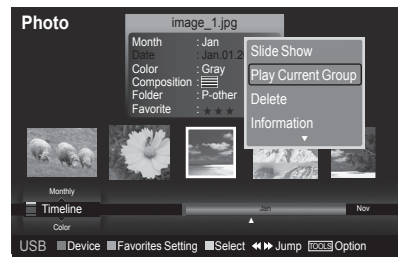 Photo
image_1.jpg
Month : Jan
Date : Jan.01.2
Color : Gray
Composition :
Folder : P-other
Favorite : ★ ★ ★
Slide Show
Play Current Group
Delete
Information
Monthly
Timeline
Jan
Nov
Color
USB Device Favorites Setting Select Jump TOOLS Option